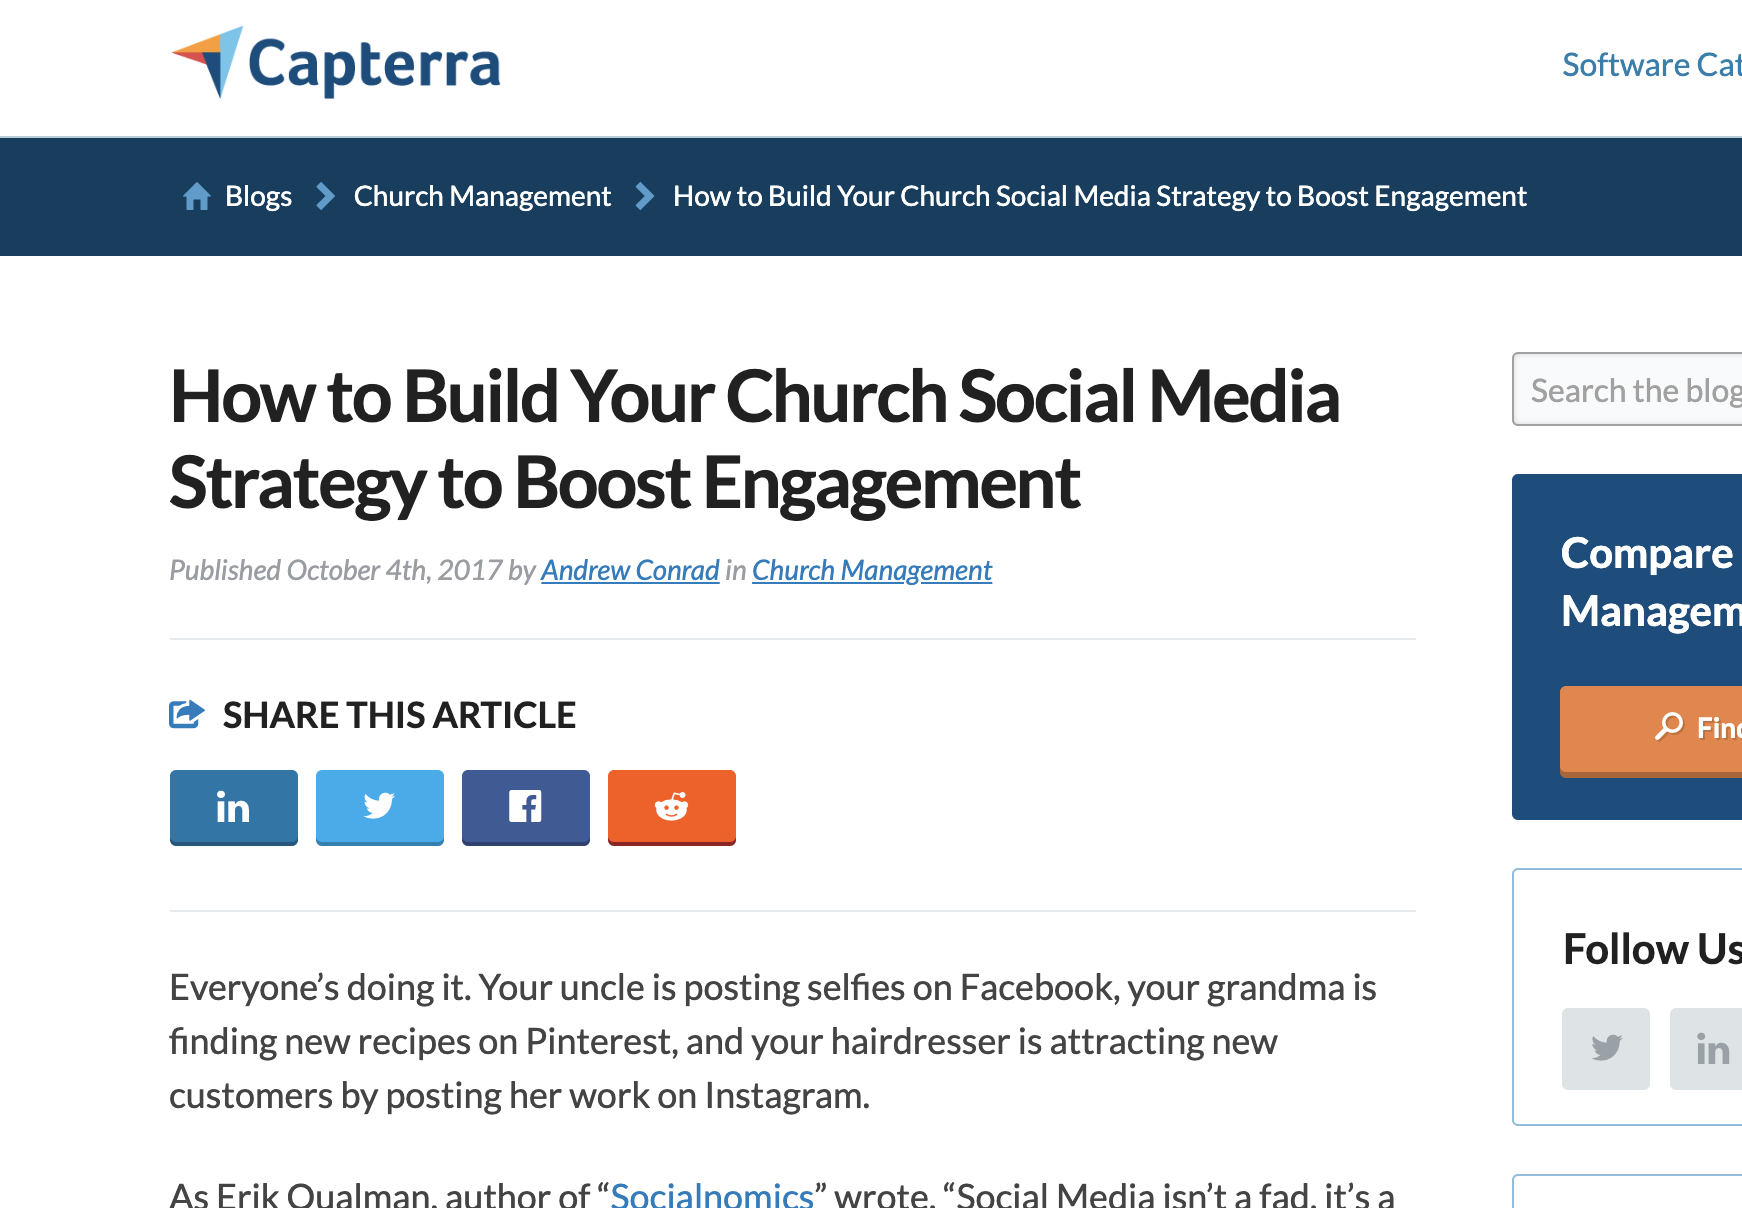 Capterra
Software Cat
Blogs
Church Management
How to Build Your Church Social Media Strategy to Boost Engagement
How to Build Your Church Social Media
Strategy to Boost Engagement
Published October 4th, 2017 by Andrew Conrad in Church Management
SHARE THIS ARTICLE
in
Everyone’s doing it. Your uncle is posting selfies on Facebook, your grandma is
finding new recipes on Pinterest, and your hairdresser is attracting new
customers by posting her work on Instagram.
As Erik Qualman, author of “Socialnomics” wrote, “Social Media isn’t a fad, it’s a
Search the blog
Compare
Managem
Find
Follow Us
in